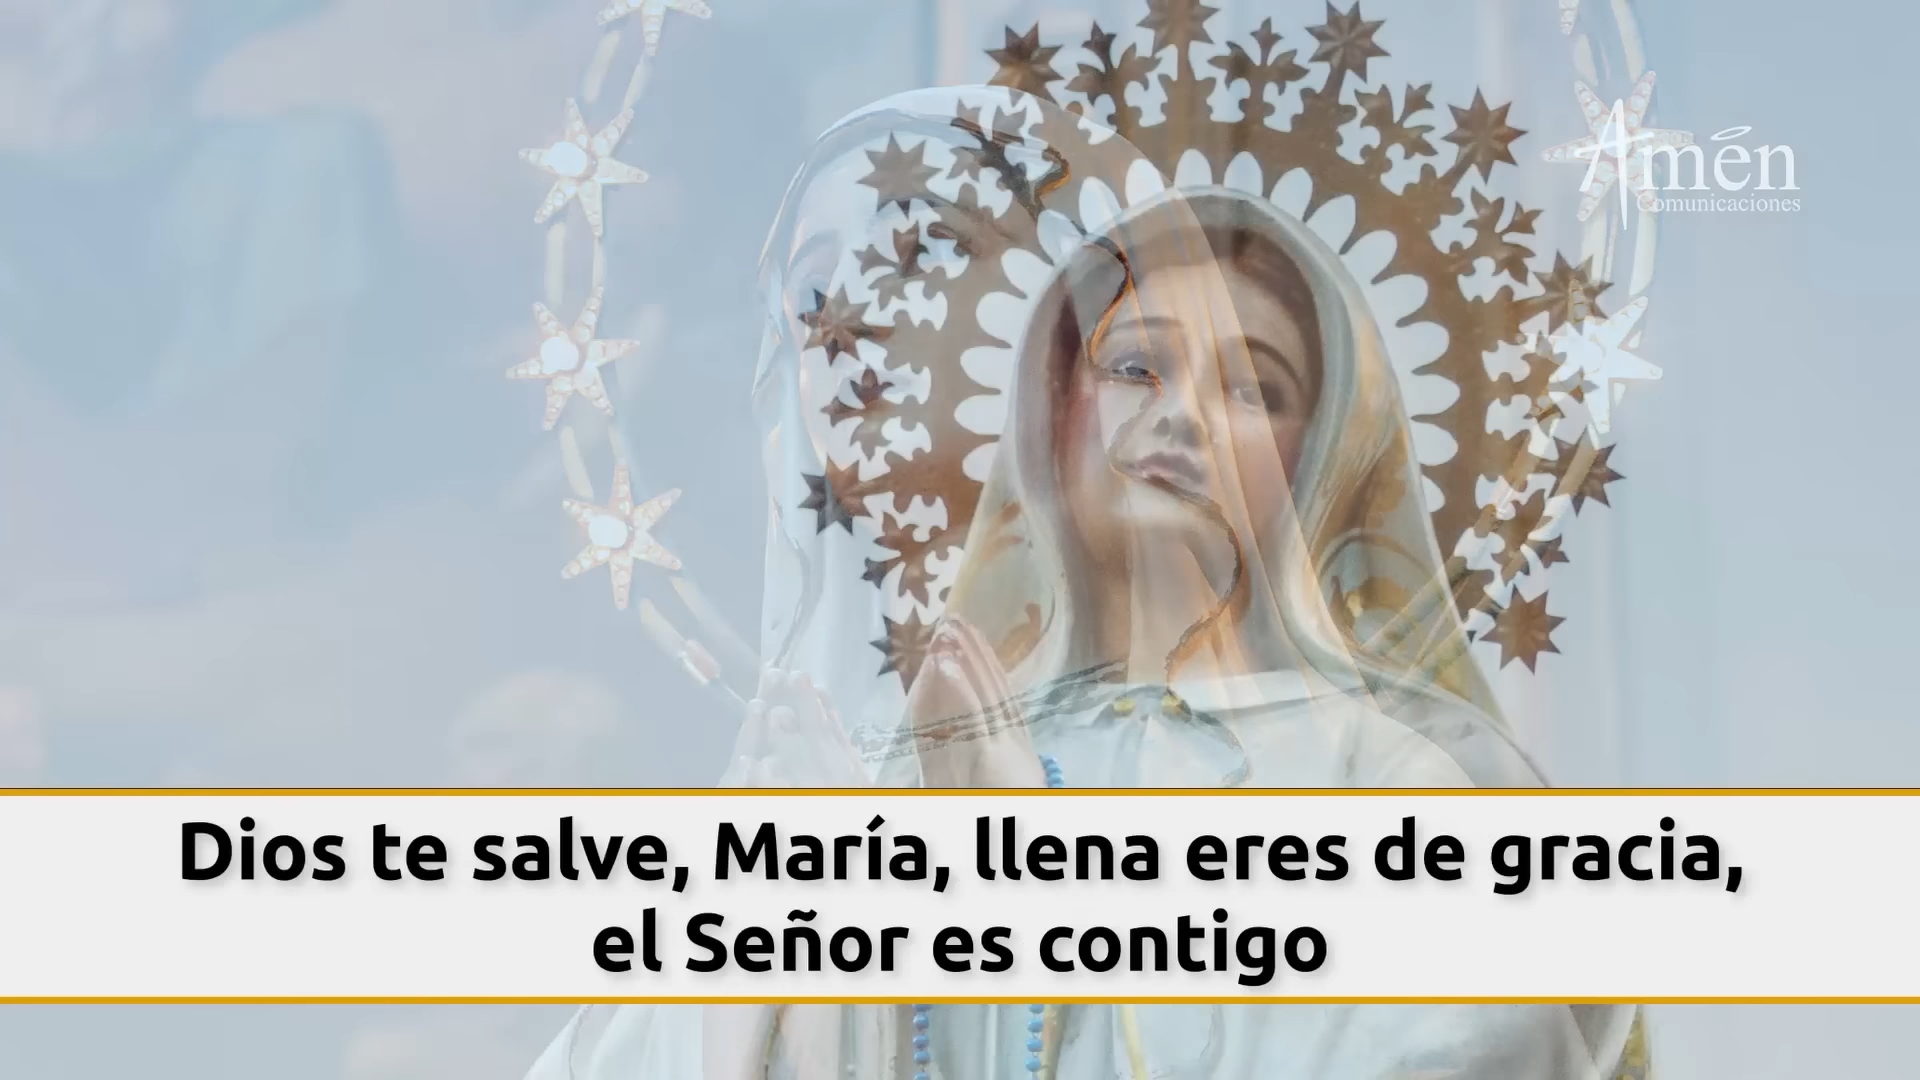 Amén
Comunicaciones
Dios te salve, María, llena eres de gracia,
el Señor es contigo